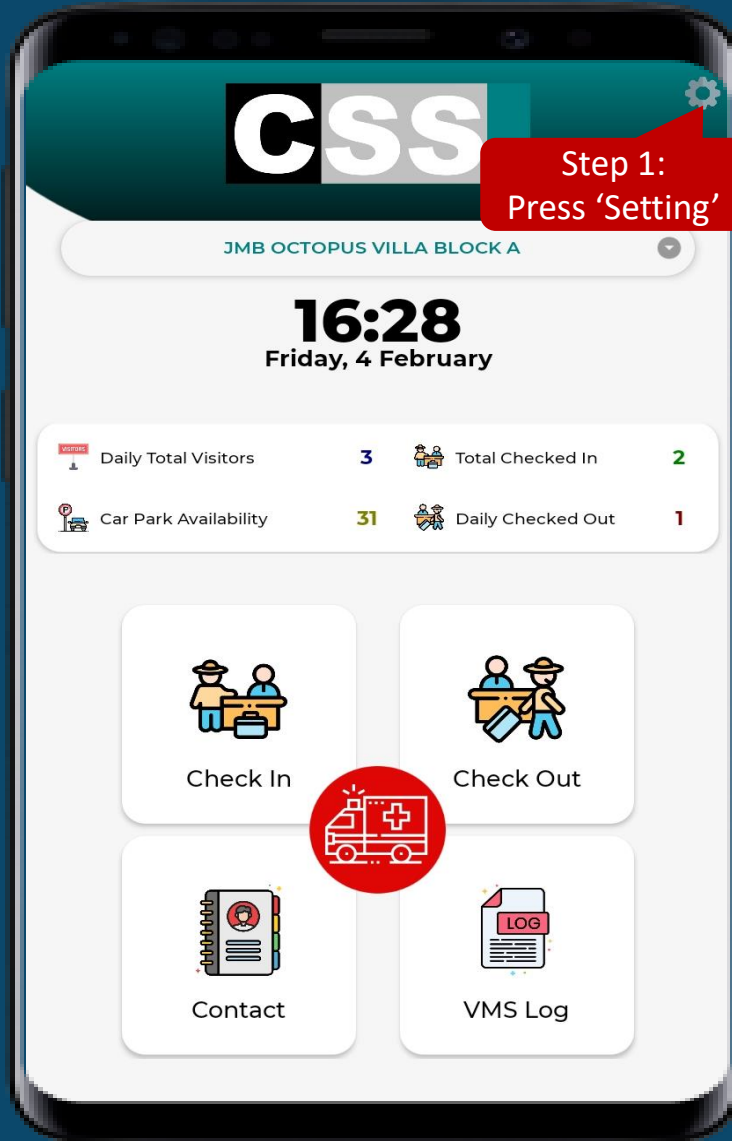 CSS
Step 1:
Press ‘Setting’
JMB OCTOPUS VILLA BLOCK A
16:28
Friday, 4 February
VISITORS
Daily Total Visitors 3
Total Checked In 2
P
Car Park Availability 31
Daily Checked Out 1
Check In
Check Out
LOG
Contact
VMS Log